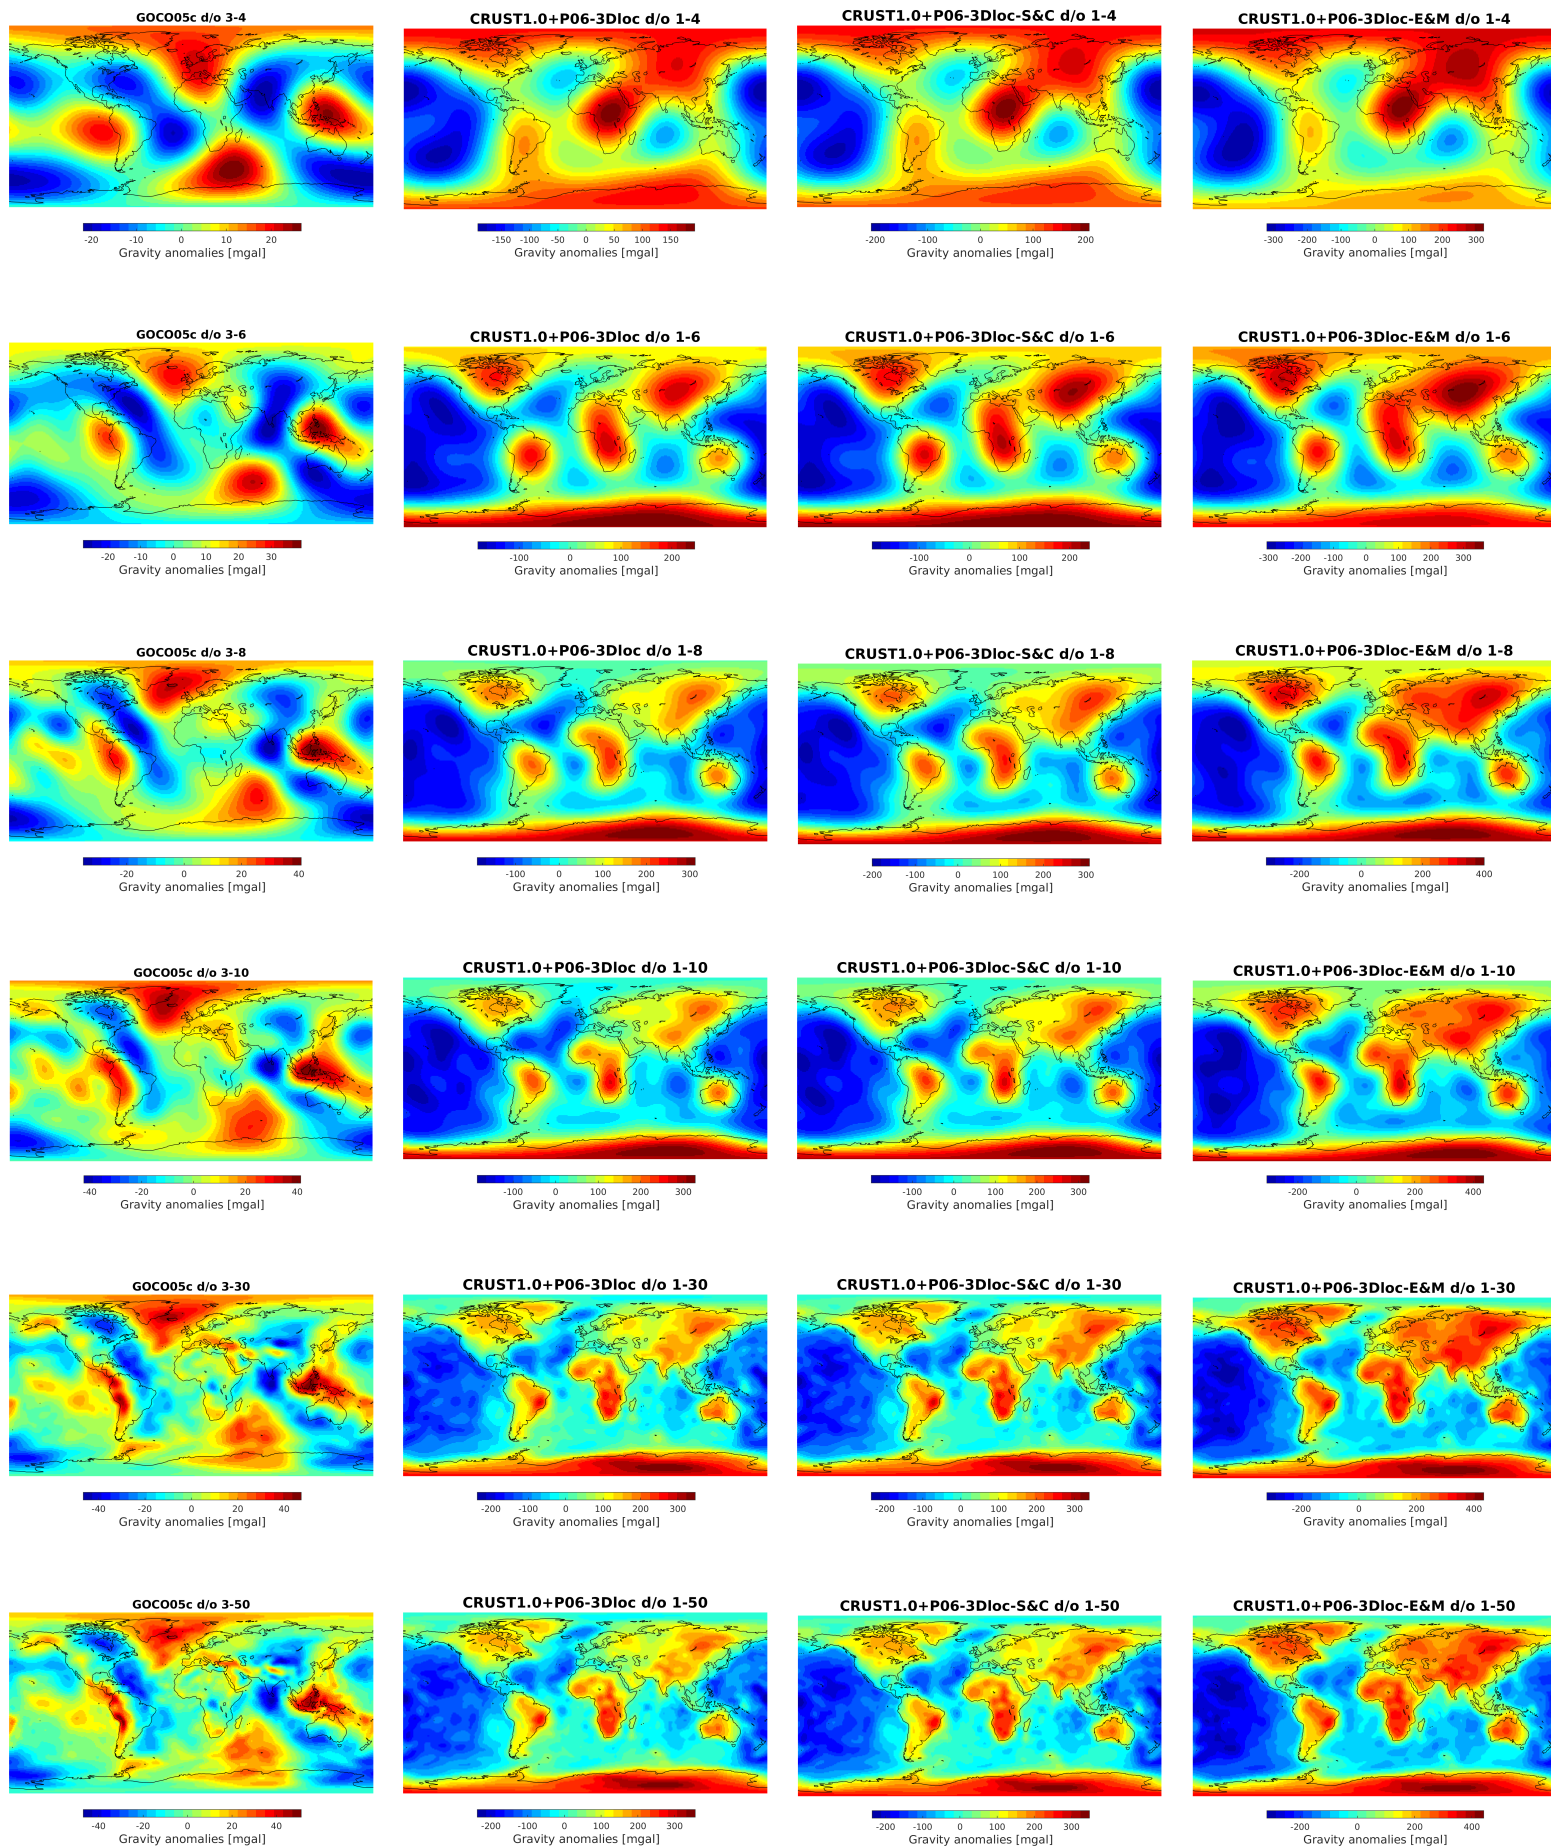 GOCO05c d/o 3-4
CRUST1.0+P06-3Dloc d/o 1-4
CRUST1.0+P06-3Dloc-S&C d/o 1-4
CRUST1.0+P06-3Dloc-E&M d/o 1-4
-20 -10 0 10 20
Gravity anomalies [mgal]
-150 -100 -50 0 50 100 150
Gravity anomalies [mgal]
-200 -100 0 100 200
Gravity anomalies [mgal]
-300 -200 -100 0 100 200 300
Gravity anomalies [mgal]
GOCO05c d/o 3-6
CRUST1.0+P06-3Dloc d/o 1-6
CRUST1.0+P06-3Dloc-S&C d/o 1-6
CRUST1.0+P06-3Dloc-E&M d/o 1-6
-20 -10 0 10 20 30
Gravity anomalies [mgal]
-100 0 100 200
Gravity anomalies [mgal]
-100 0 100 200
Gravity anomalies [mgal]
-300 -200 -100 0 100 200 300
Gravity anomalies [mgal]
GOCO05c d/o 3-8
CRUST1.0+P06-3Dloc d/o 1-8
CRUST1.0+P06-3Dloc-S&C d/o 1-8
CRUST1.0+P06-3Dloc-E&M d/o 1-8
-20 0 20 40
Gravity anomalies [mgal]
-100 0 100 200 300
Gravity anomalies [mgal]
-200 -100 0 100 200 300
Gravity anomalies [mgal]
-200 0 200 400
Gravity anomalies [mgal]
GOCO05c d/o 3-10
CRUST1.0+P06-3Dloc d/o 1-10
CRUST1.0+P06-3Dloc-S&C d/o 1-10
CRUST1.0+P06-3Dloc-E&M d/o 1-10
-40 -20 0 20 40
Gravity anomalies [mgal]
-100 0 100 200 300
Gravity anomalies [mgal]
-100 0 100 200 300
Gravity anomalies [mgal]
-200 0 200 400
Gravity anomalies [mgal]
GOCO05c d/o 3-30
CRUST1.0+P06-3Dloc d/o 1-30
CRUST1.0+P06-3Dloc-S&C d/o 1-30
CRUST1.0+P06-3Dloc-E&M d/o 1-30
-40 -20 0 20 40
Gravity anomalies [mgal]
-200 -100 0 100 200 300
Gravity anomalies [mgal]
-200 -100 0 100 200 300
Gravity anomalies [mgal]
-200 0 200 400
Gravity anomalies [mgal]
GOCO05c d/o 3-50
CRUST1.0+P06-3Dloc d/o 1-50
CRUST1.0+P06-3Dloc-S&C d/o 1-50
CRUST1.0+P06-3Dloc-E&M d/o 1-50
-40 -20 0 20 40
Gravity anomalies [mgal]
-200 -100 0 100 200 300
Gravity anomalies [mgal]
-200 -100 0 100 200 300
Gravity anomalies [mgal]
-200 0 200 400
Gravity anomalies [mgal]